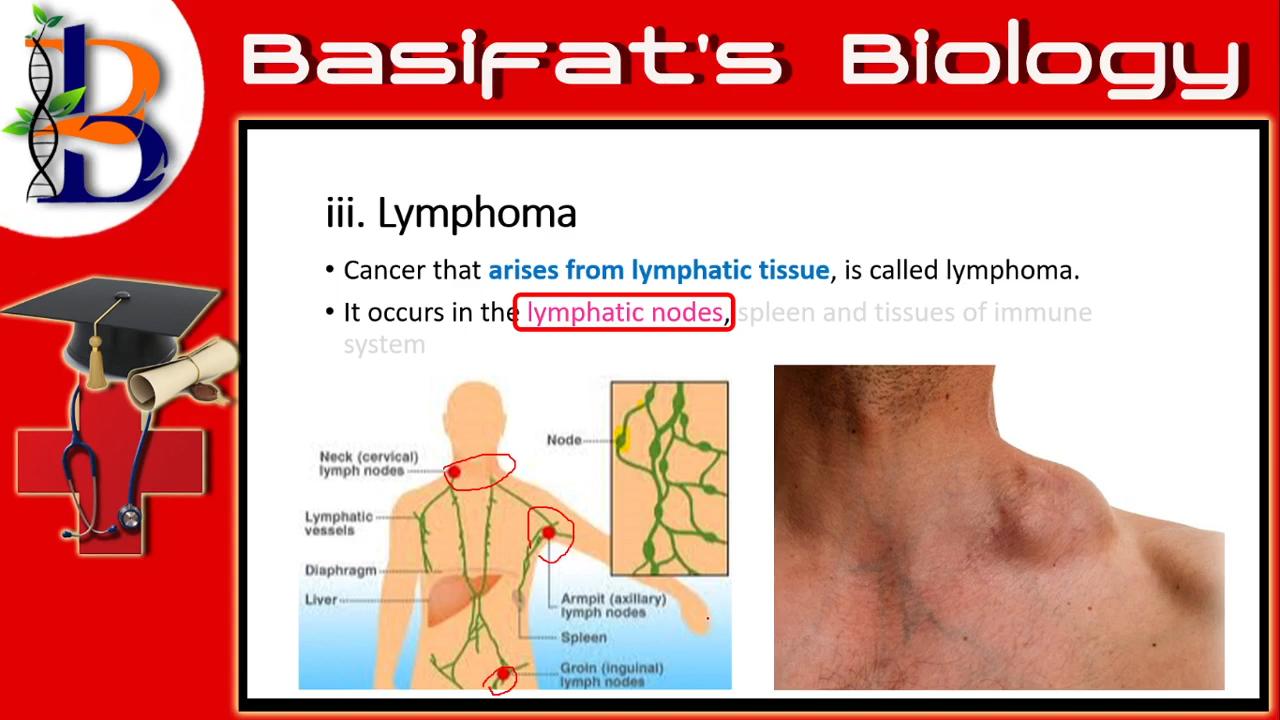 Basifat's Biology
iii. Lymphoma
• Cancer that arises from lymphatic tissue, is called lymphoma.
• It occurs in the lymphatic nodes, spleen and tissues of immune
system
Node
Neck (cervical)
lymph nodes
Lymphatic
vessels
Diaphragm
Liver
Armpit (axillary)
lymph nodes
Spleen
Groin (inguinal)
lymph nodes